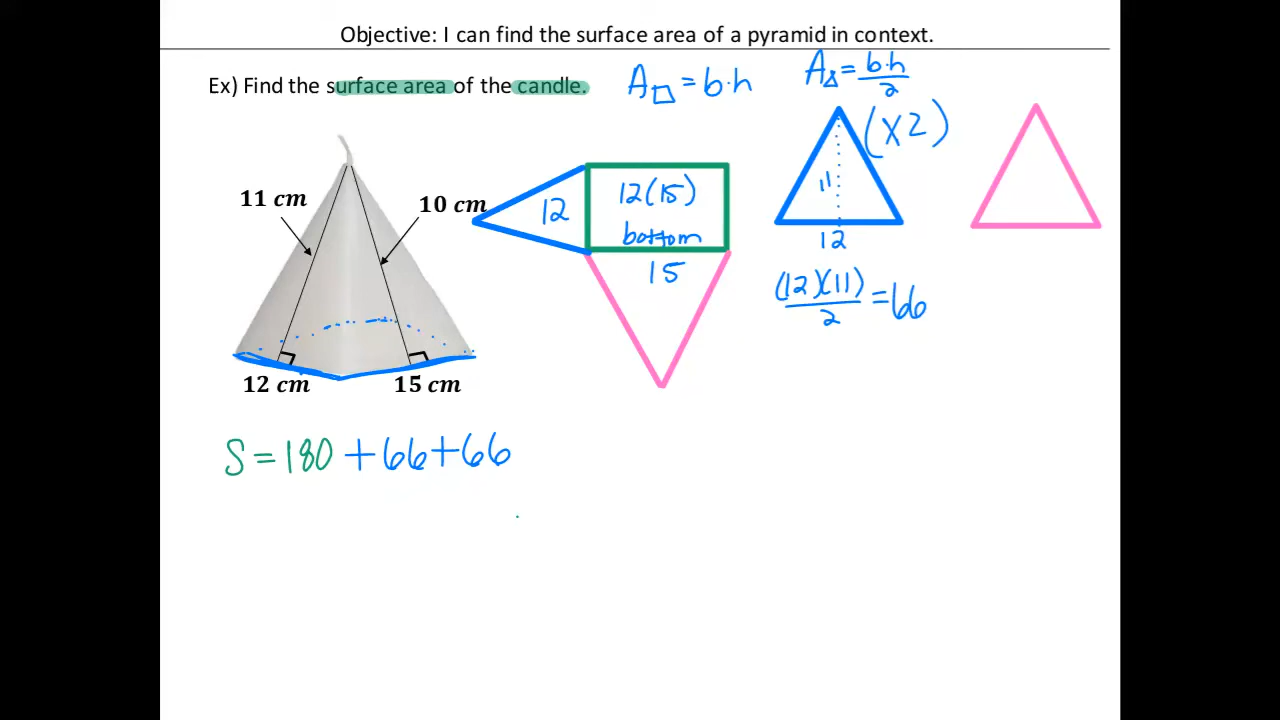 Objective: I can find the surface area of a pyramid in context.
Ex) Find the surface area of the candle.
A□ = b·h
A△ = b·h/2
11 cm
10 cm
12 cm
15 cm
12
12(15)
bottom
15
(x2)
11
12
(12)(11)/2 = 66
S = 180 + 66 + 66